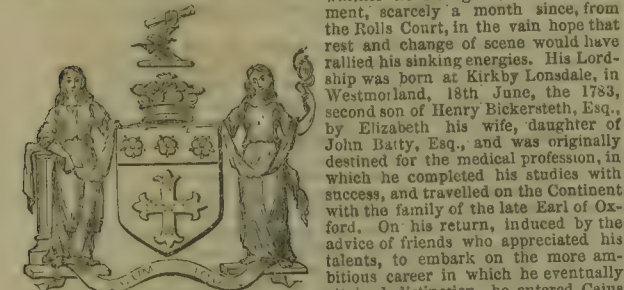 ment, scarcely a month since, from
the Rolls Court, in the vain hope that
rest and change of scene would have
rallied his sinking energies. His Lord-
ship was born at Kirkby Lonsdale, in
Westmorland, 18th June, the 1783,
second son of Henry Bickersteth, Esq.,
by Elizabeth his wife, daughter of
John Batty, Esq., and was originally
destined for the medical profession, in
which he completed his studies with
success, and travelled on the Continent
with the family of the late Earl of Ox-
ford. On his return, induced by the
advice of friends who appreciated his
talents, to embark on the more am-
bitious career in which he eventually
he entered Caius